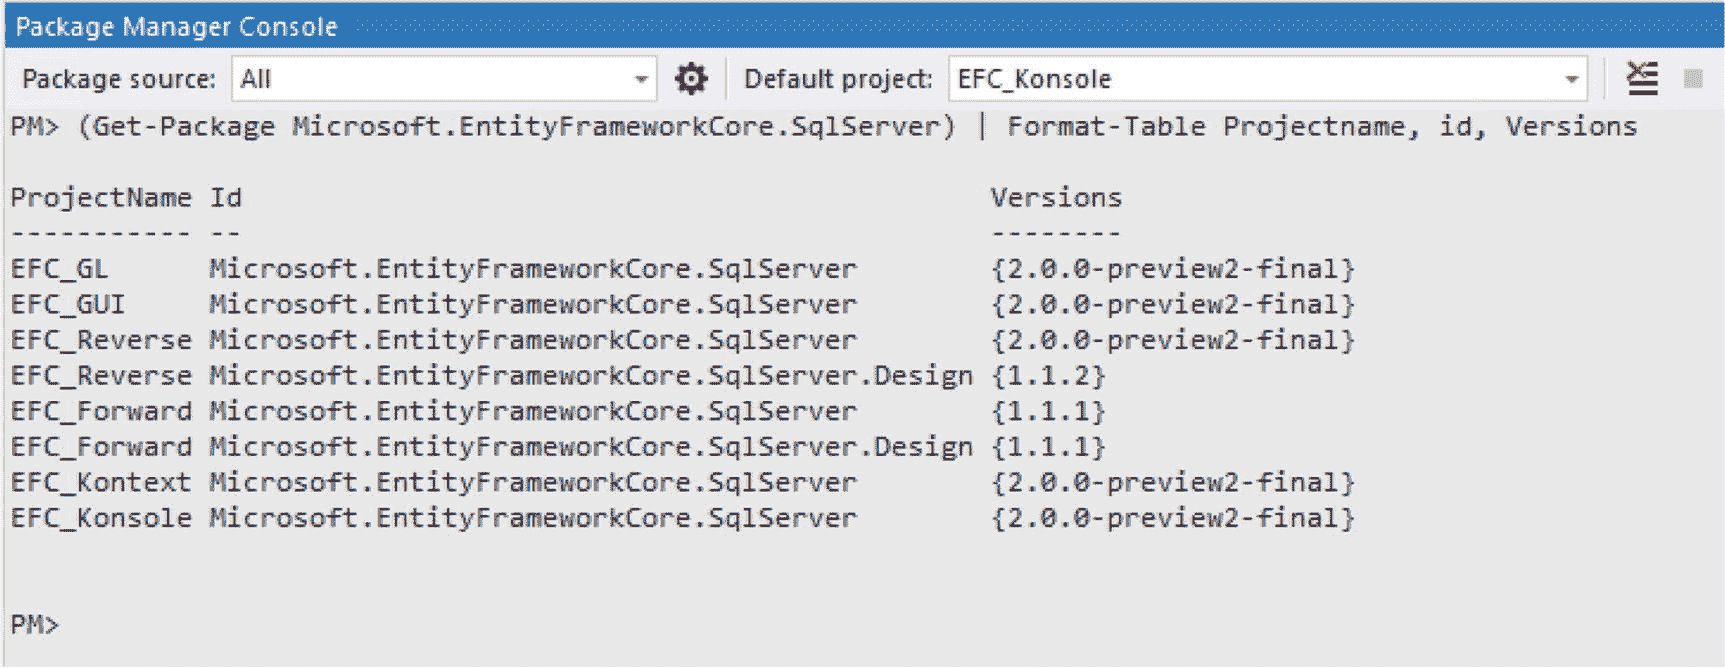 Package Manager Console
Package source: All Default project: EFC_Konsole
PM> (Get-Package Microsoft.EntityFrameworkCore.SqlServer) | Format-Table Projectname, id, Versions
ProjectName Id Versions
----------- -- --------
EFC_GL Microsoft.EntityFrameworkCore.SqlServer {2.0.0-preview2-final}
EFC_GUI Microsoft.EntityFrameworkCore.SqlServer {2.0.0-preview2-final}
EFC_Reverse Microsoft.EntityFrameworkCore.SqlServer {2.0.0-preview2-final}
EFC_Reverse Microsoft.EntityFrameworkCore.SqlServer.Design {1.1.2}
EFC_Forward Microsoft.EntityFrameworkCore.SqlServer {1.1.1}
EFC_Forward Microsoft.EntityFrameworkCore.SqlServer.Design {1.1.1}
EFC_Kontext Microsoft.EntityFrameworkCore.SqlServer {2.0.0-preview2-final}
EFC_Konsole Microsoft.EntityFrameworkCore.SqlServer {2.0.0-preview2-final}
PM>